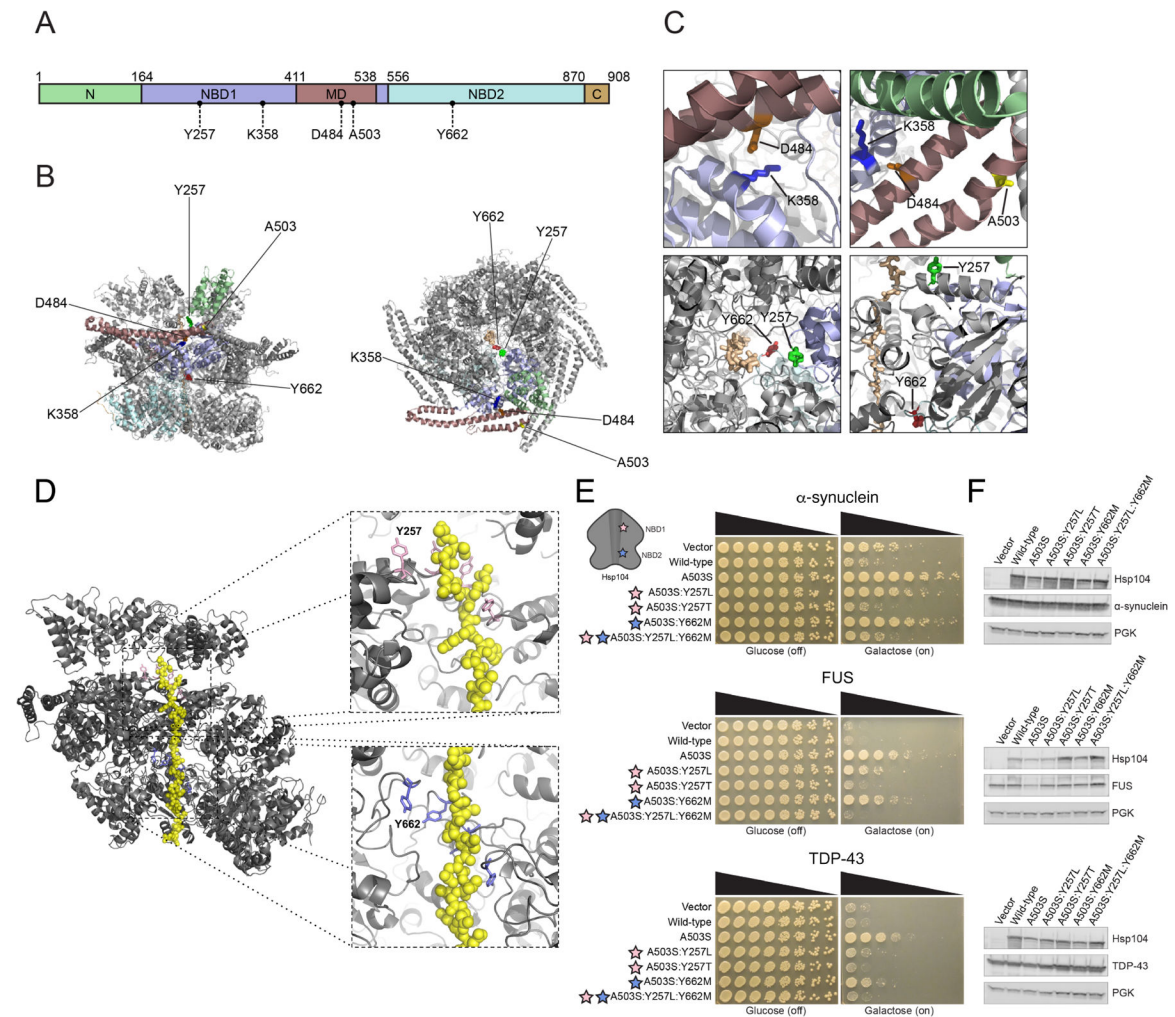 A
1 164 411 538 556 870 908
N NBD1 MD NBD2 C
Y257 K358 D484 A503 Y662
B
Y257
A503
D484
K358
Y662
Y662
Y257
K358
D484
A503
C
D484
K358
K358
D484
A503
Y662 Y257
Y257
Y662
D
Y257
Y662
E
α-synuclein
NBD1
NBD2
Hsp104
Vector
Wild-type
A503S
A503S:Y257L
A503S:Y257T
A503S:Y662M
A503S:Y257L:Y662M
Glucose (off) Galactose (on)
FUS
Vector
Wild-type
A503S
A503S:Y257L
A503S:Y257T
A503S:Y662M
A503S:Y257L:Y662M
Glucose (off) Galactose (on)
TDP-43
Vector
Wild-type
A503S
A503S:Y257L
A503S:Y257T
A503S:Y662M
A503S:Y257L:Y662M
Glucose (off) Galactose (on)
F
Vector
Wild-type
A503S
A503S:Y257L
A503S:Y257T
A503S:Y662M
A503S:Y257L:Y662M
Hsp104
α-synuclein
PGK
Vector
Wild-type
A503S
A503S:Y257L
A503S:Y257T
A503S:Y662M
A503S:Y257L:Y662M
Hsp104
FUS
PGK
Vector
Wild-type
A503S
A503S:Y257L
A503S:Y257T
A503S:Y662M
A503S:Y257L:Y662M
Hsp104
TDP-43
PGK